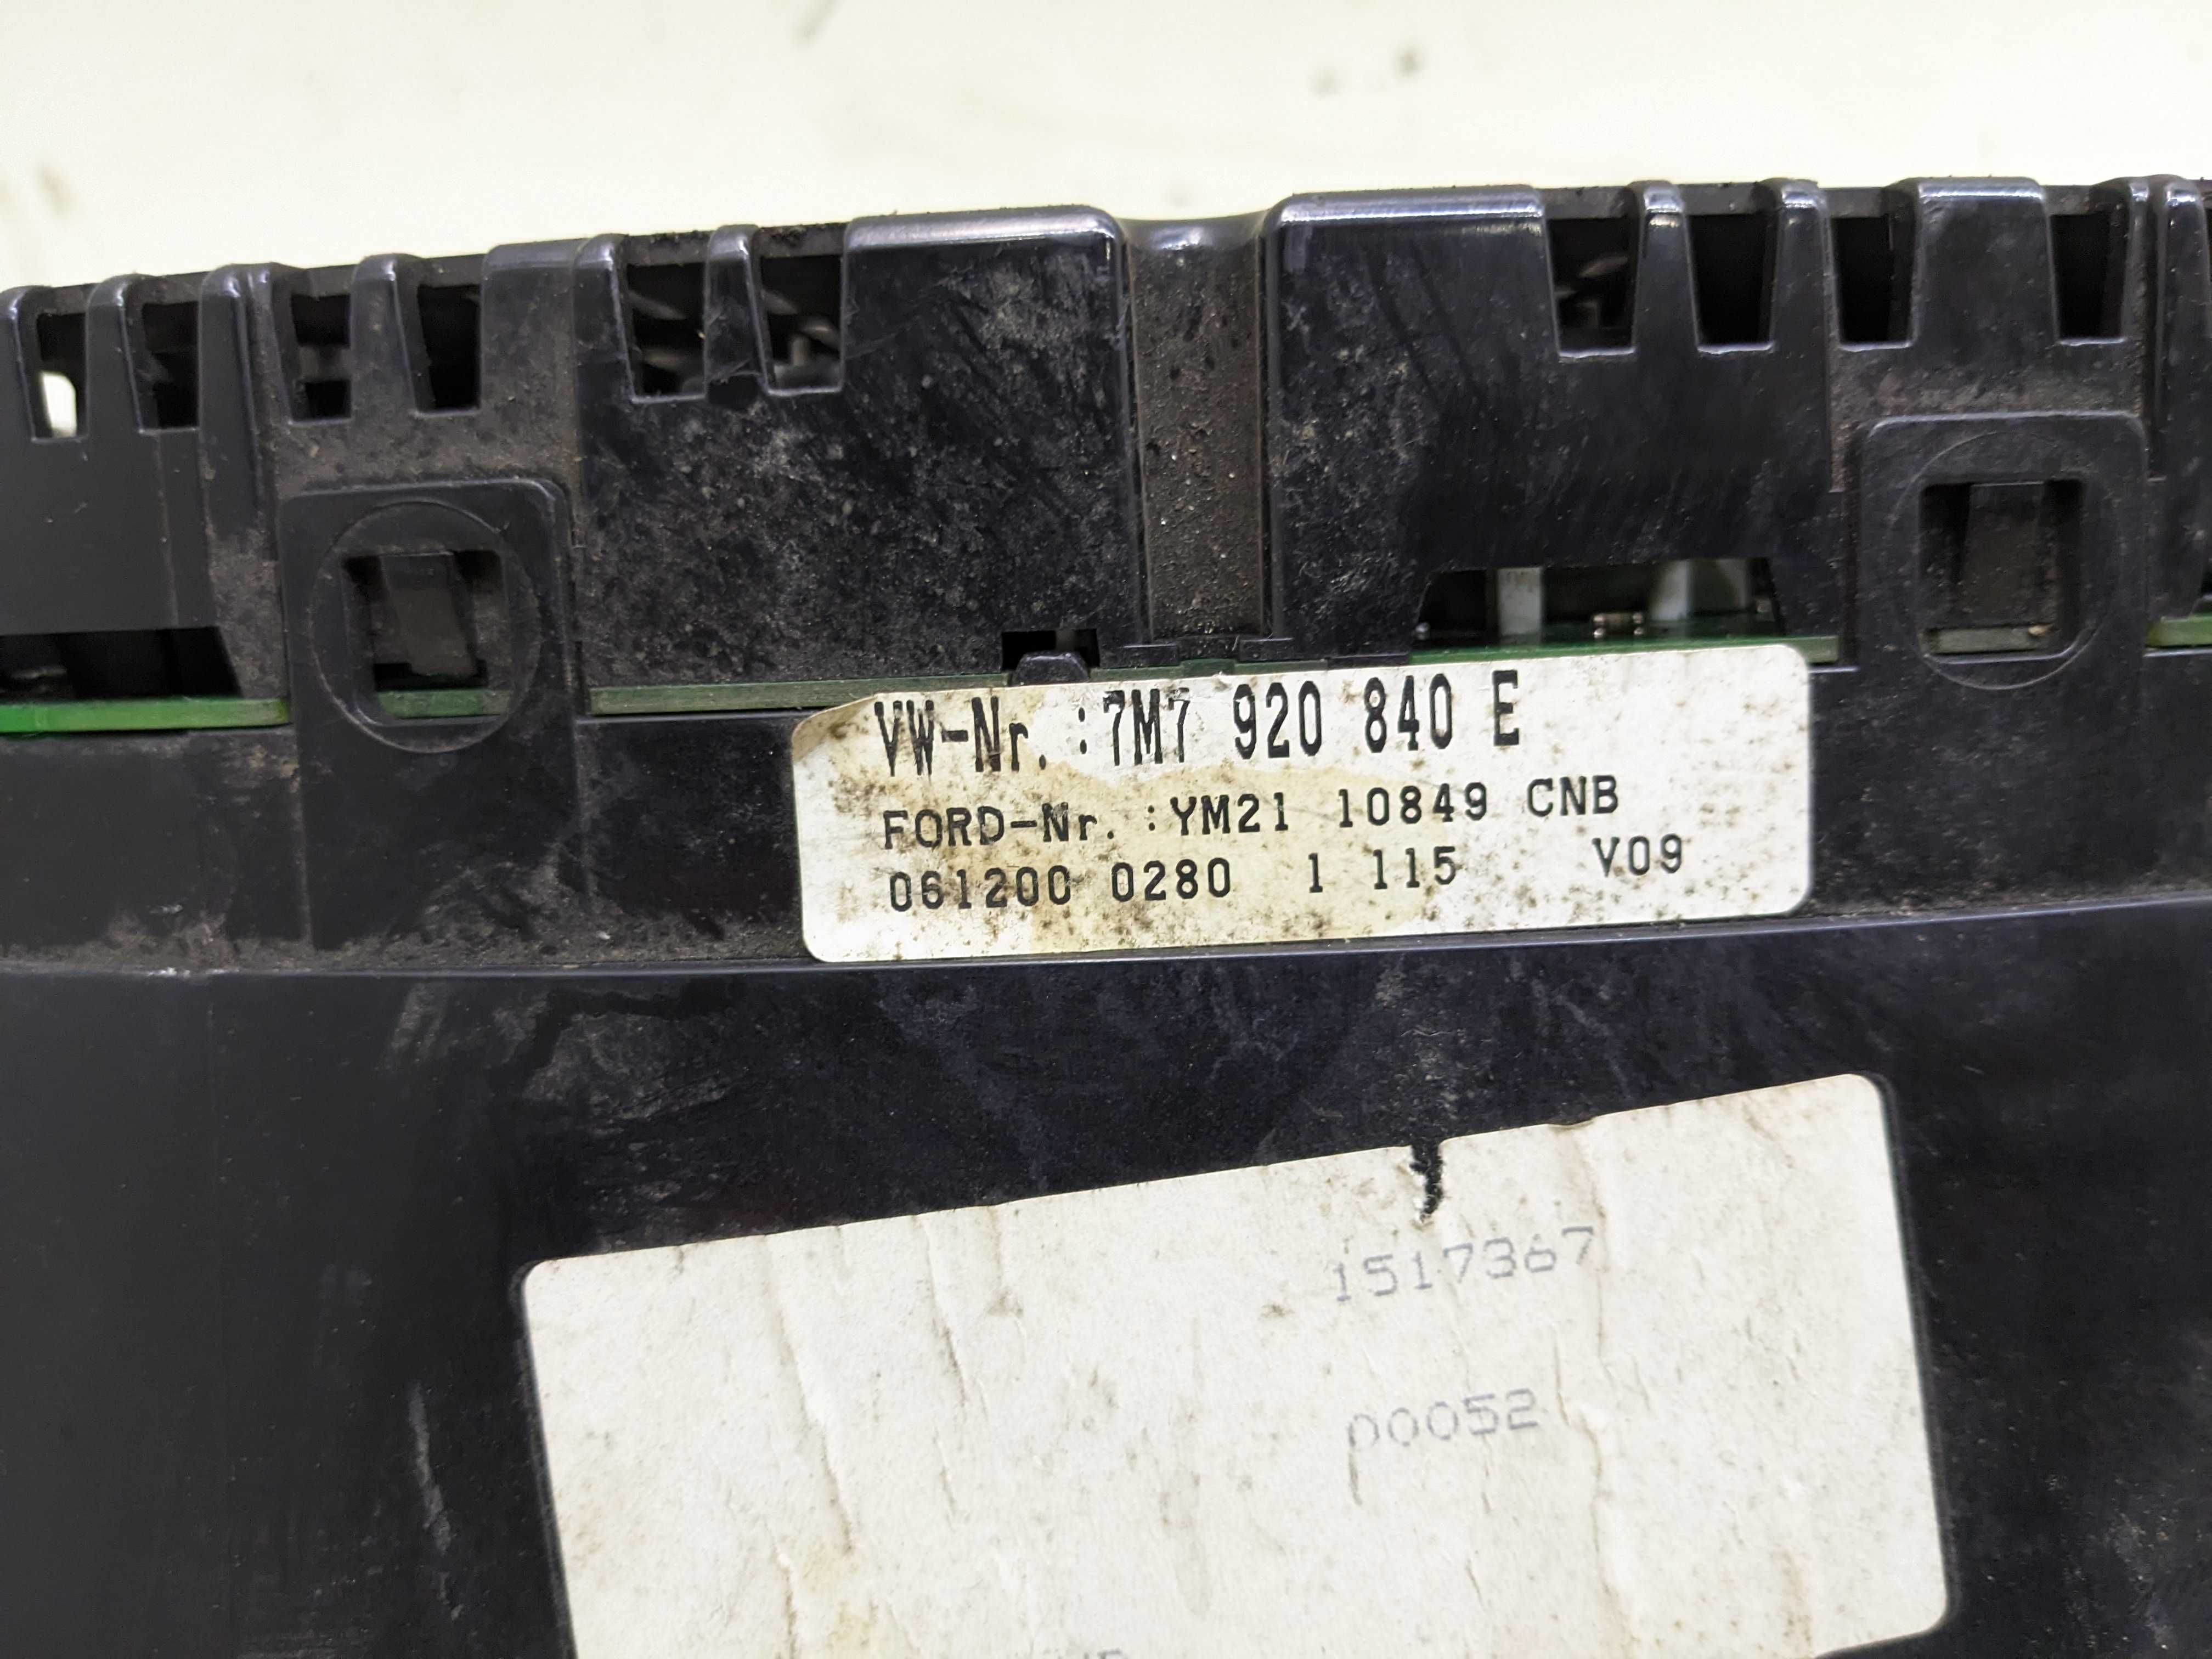 VW-Nr. :7M7 920 840 E
FORD-Nr. :YM21 10849 CNB
061200 0280 1 115 V09
1517367
00052